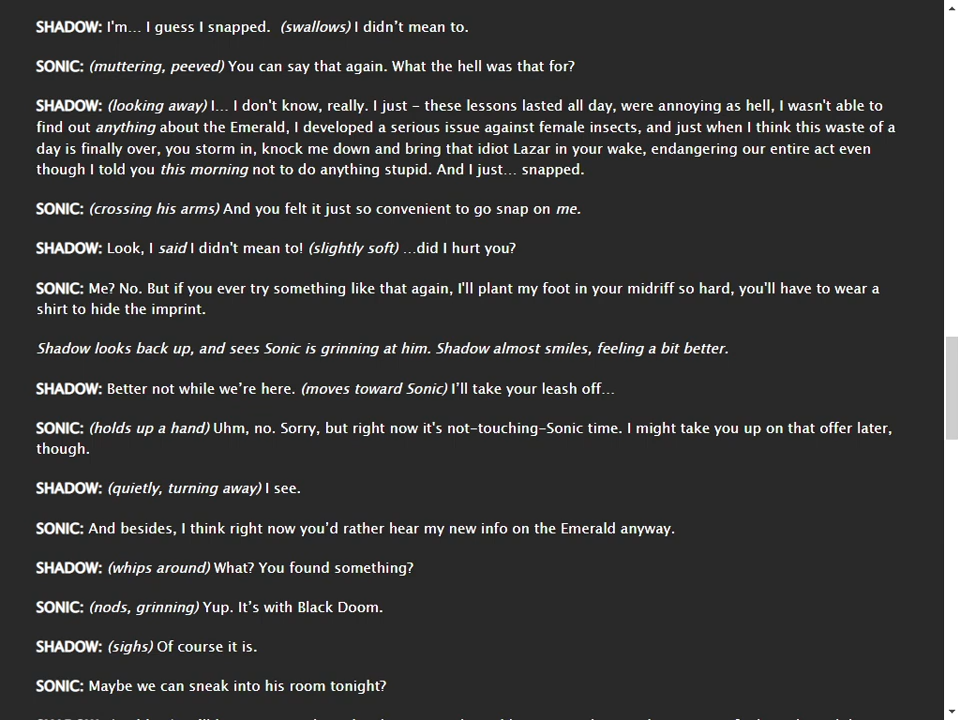 SHADOW: I'm… I guess I snapped.  (swallows) I didn’t mean to.
SONIC: (muttering, peeved) You can say that again. What the hell was that for?
SHADOW: (looking away) I… I don't know, really. I just – these lessons lasted all day, were annoying as hell, I wasn't able to
find out anything about the Emerald, I developed a serious issue against female insects, and just when I think this waste of a
day is finally over, you storm in, knock me down and bring that idiot Lazar in your wake, endangering our entire act even
though I told you this morning not to do anything stupid. And I just… snapped.
SONIC: (crossing his arms) And you felt it just so convenient to go snap on me.
SHADOW: Look, I said I didn't mean to! (slightly soft) …did I hurt you?
SONIC: Me? No. But if you ever try something like that again, I'll plant my foot in your midriff so hard, you'll have to wear a
shirt to hide the imprint.
Shadow looks back up, and sees Sonic is grinning at him. Shadow almost smiles, feeling a bit better.
SHADOW: Better not while we’re here. (moves toward Sonic) I’ll take your leash off…
SONIC: (holds up a hand) Uhm, no. Sorry, but right now it's not-touching-Sonic time. I might take you up on that offer later,
though.
SHADOW: (quietly, turning away) I see.
SONIC: And besides, I think right now you’d rather hear my new info on the Emerald anyway.
SHADOW: (whips around) What? You found something?
SONIC: (nods, grinning) Yup. It’s with Black Doom.
SHADOW: (sighs) Of course it is.
SONIC: Maybe we can sneak into his room tonight?